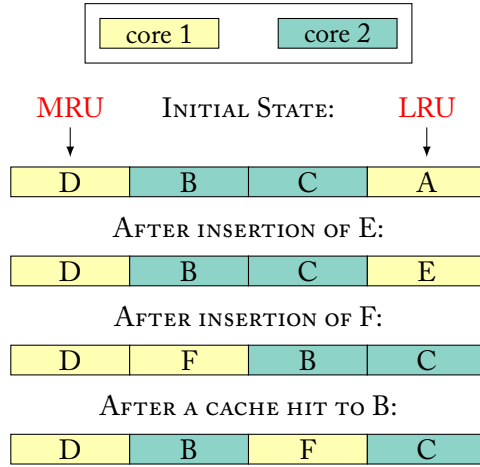 core 1 core 2
MRU INITIAL STATE: LRU
D B C A
AFTER INSERTION OF E:
D B C E
AFTER INSERTION OF F:
D F B C
AFTER A CACHE HIT TO B:
D B F C